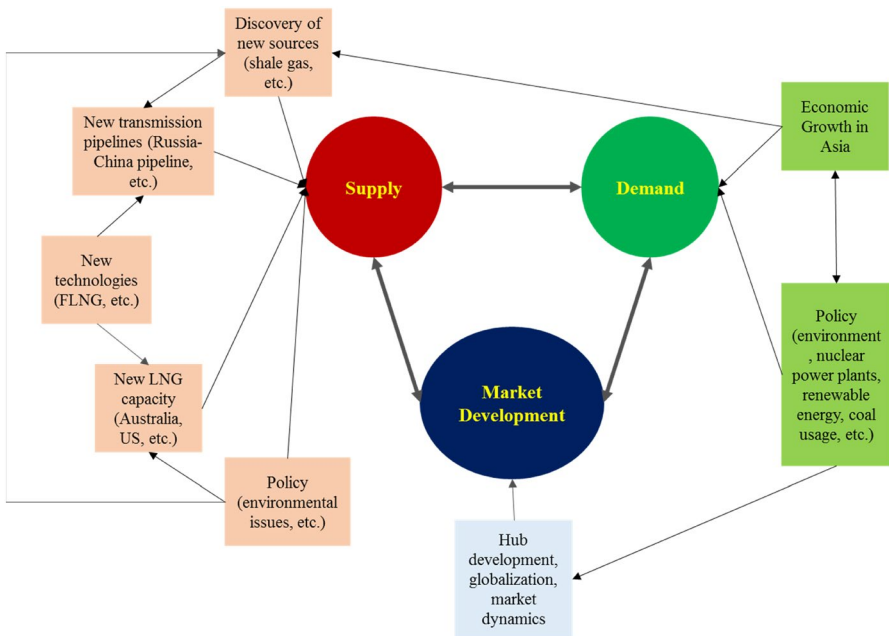 Discovery of
new sources
(shale gas,
etc.)
New transmission
pipelines (Russia-
China pipeline,
etc.)
New
technologies
(FLNG, etc.)
New LNG
capacity
(Australia,
US, etc.)
Policy
(environmental
issues, etc.)
Supply
Demand
Market
Development
Hub
development,
globalization,
market
dynamics
Economic
Growth in
Asia
Policy
(environment
, nuclear
power plants,
renewable
energy, coal
usage, etc.)